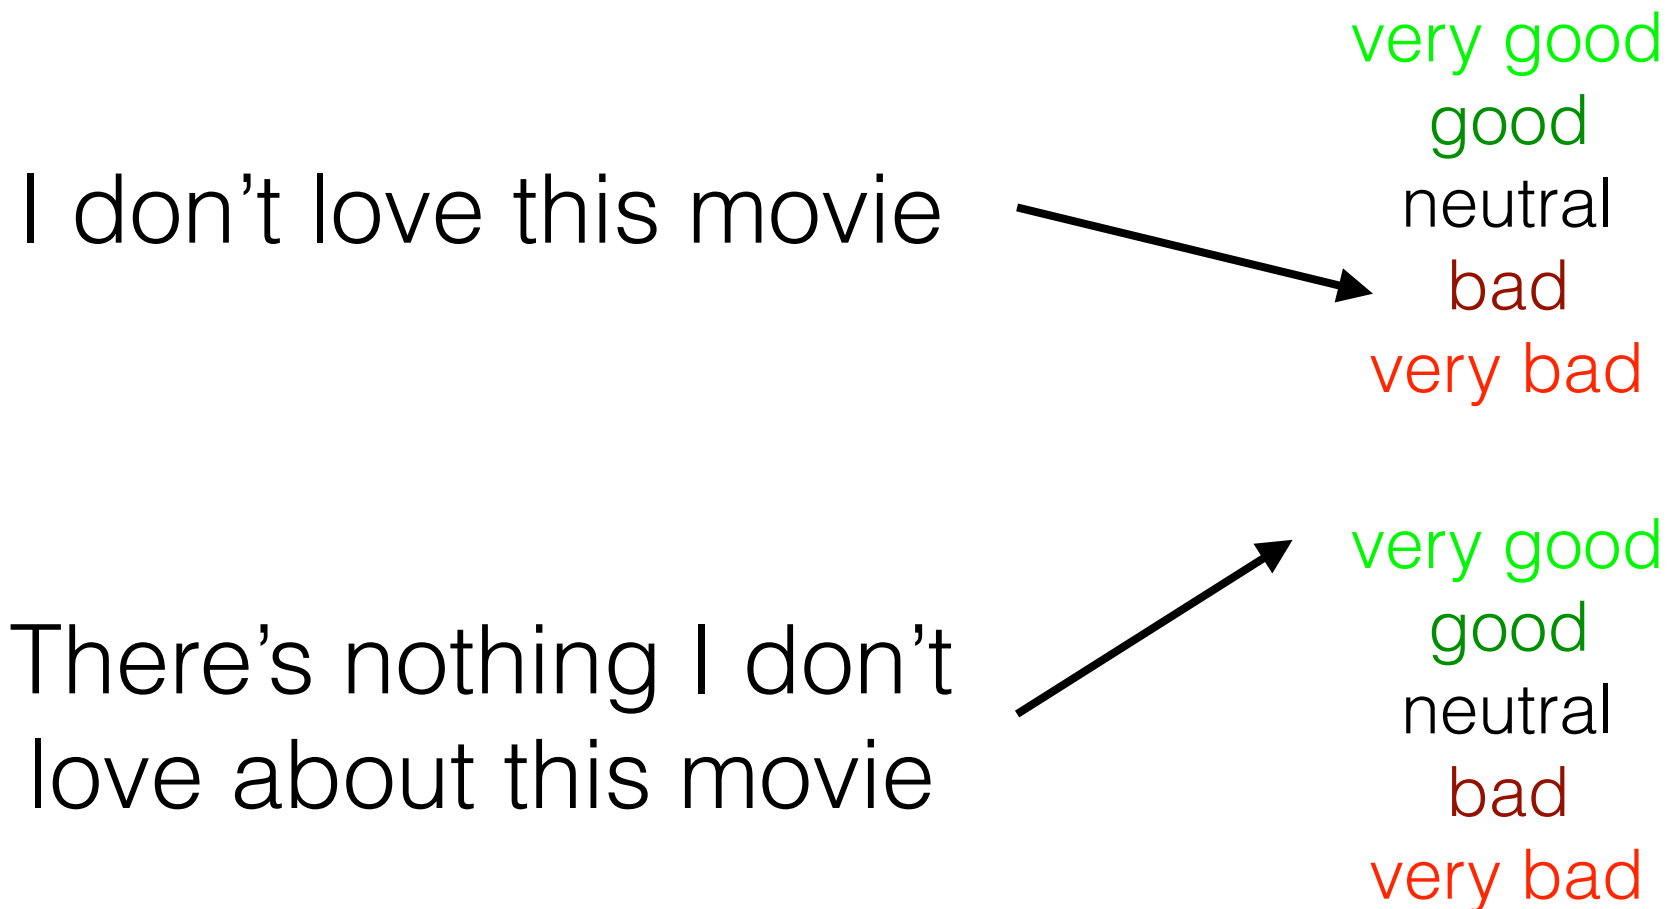 I don’t love this movie
very good
good
neutral
bad
very bad
There’s nothing I don’t
love about this movie
very good
good
neutral
bad
very bad